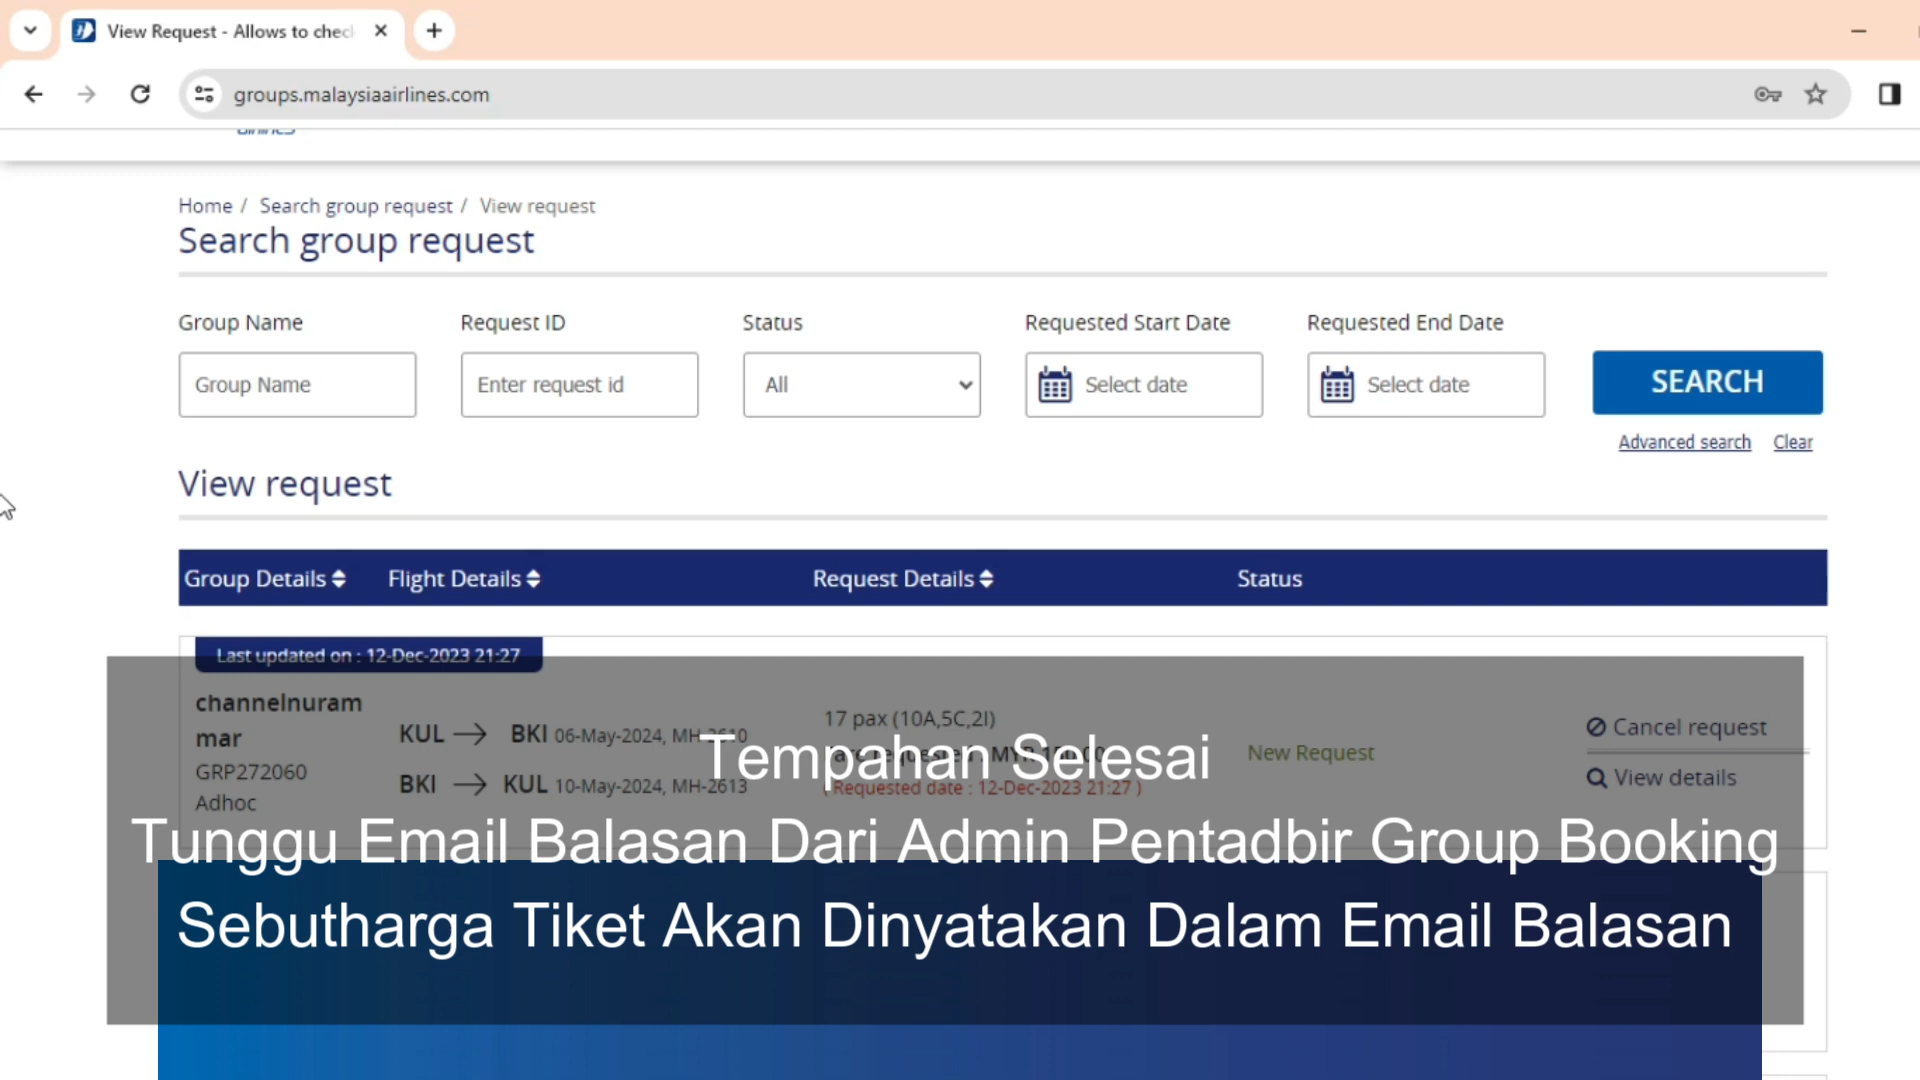 View Request - Allows to chec
groups.malaysiaairlines.com
Home / Search group request / View request
Search group request
Group Name
Request ID
Status
Requested Start Date
Requested End Date
Group Name
Enter request id
All
Select date
Select date
SEARCH
Advanced search
Clear
View request
Group Details
Flight Details
Request Details
Status
Last updated on : 12-Dec-2023 21:27
channelnuram
mar
GRP272060
Adhoc
KUL → BKI 06-May-2024, MH-2610
BKI → KUL 10-May-2024, MH-2613
17 pax (10A,5C,2I)
( Requested date : 12-Dec-2023 21:27 )
New Request
Cancel request
View details
Tempahan Selesai
Tunggu Email Balasan Dari Admin Pentadbir Group Booking
Sebutharga Tiket Akan Dinyatakan Dalam Email Balasan